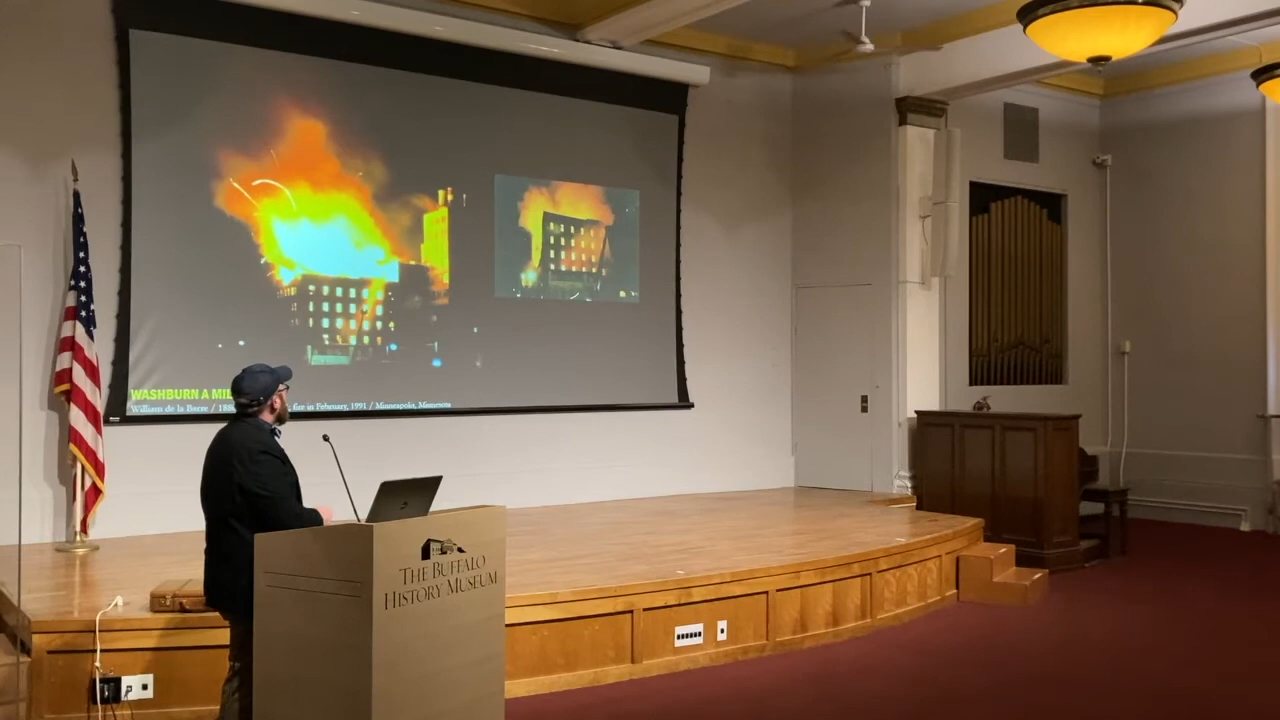 WASHBURN A MIL
William de la Barre / 188 fire in February, 1991 / Minneapolis, Minnesota
THE BUFFALO
HISTORY MUSEUM